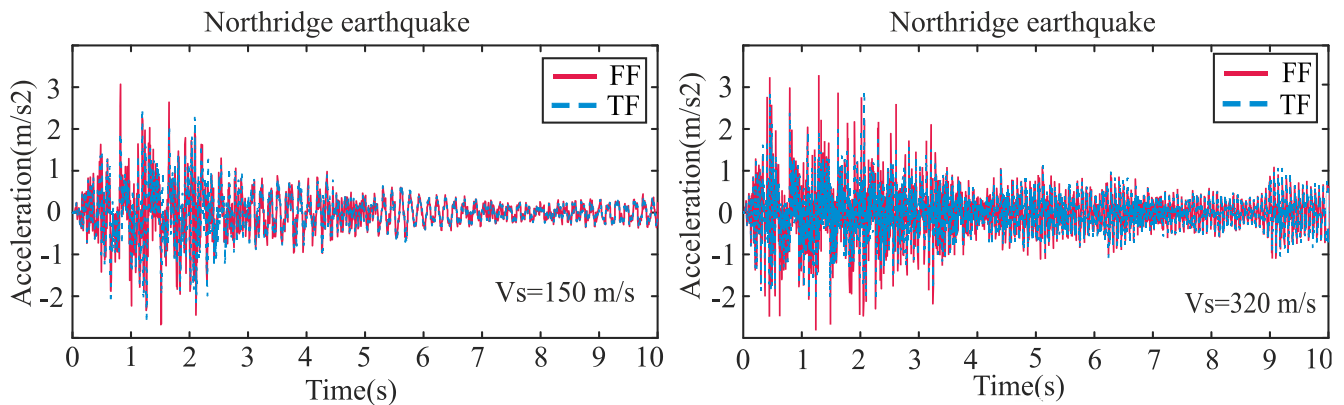 Northridge earthquake
Acceleration(m/s2)
3
2
1
0
-1
-2
FF
TF
Vs=150 m/s
0 1 2 3 4 5 6 7 8 9 10
Time(s)
Northridge earthquake
Acceleration(m/s2)
3
2
1
0
-1
-2
FF
TF
Vs=320 m/s
0 1 2 3 4 5 6 7 8 9 10
Time(s)